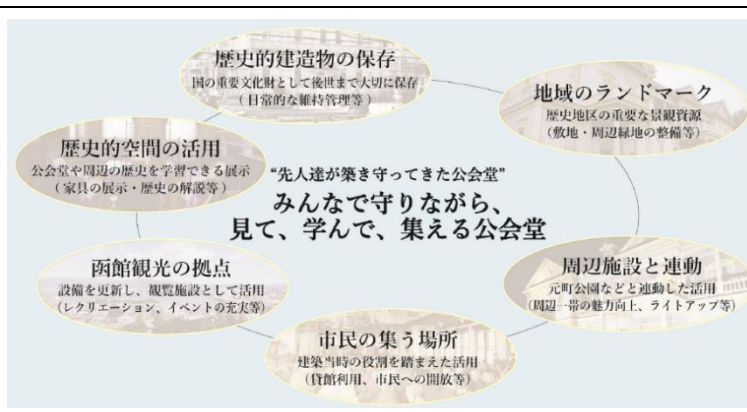 歴史的建造物の保存
国の重要文化財として後世まで大切に保存
(日常的な維持管理等)
地域のランドマーク
歴史地区の重要な景観資源
(敷地・周辺緑地の整備等)
歴史的空間の活用
公会堂や周辺の歴史を学習できる展示
(家具の展示・歴史の解説等)
“先人達が築き守ってきた公会堂”
みんなで守りながら、
見て、学んで、集える公会堂
函館観光の拠点
設備を更新し、観覧施設として活用
(レクリエーション、イベントの充実等)
周辺施設と連動
元町公園などと連動した活用
(周辺一帯の魅力向上、ライトアップ等)
市民の集う場所
建築当時の役割を踏まえた活用
(貸館利用、市民への開放等)